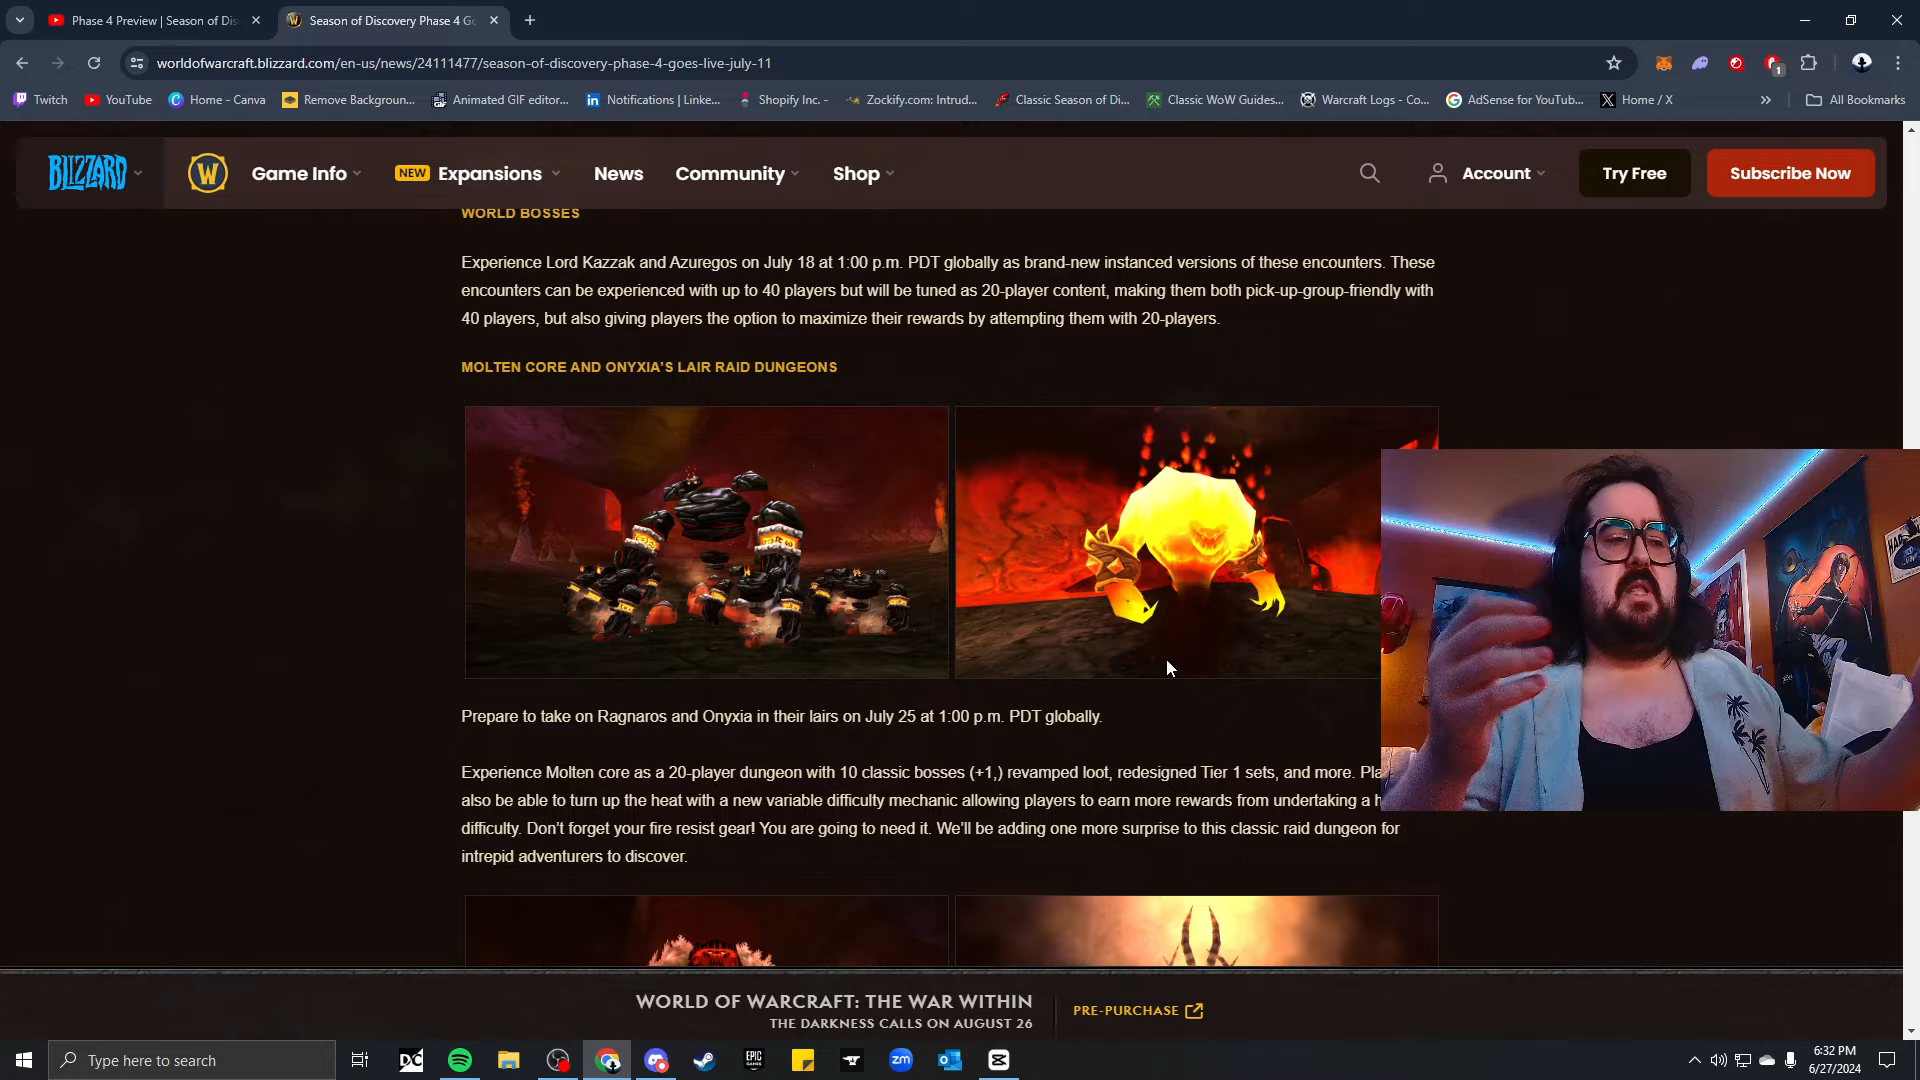 Phase 4 Preview | Season of Dis
Season of Discovery Phase 4 Go
worldofwarcraft.blizzard.com/en-us/news/24111477/season-of-discovery-phase-4-goes-live-july-11
1
Twitch
YouTube
Home - Canva
Remove Backgroun...
Animated GIF editor...
Notifications | Linke...
Shopify Inc. -
Zockify.com: Intrud...
Classic Season of Di...
Classic WoW Guides...
Warcraft Logs - Co...
AdSense for YouTub...
Home / X
All Bookmarks
BLIZZARD
W
Game Info
NEW
Expansions
News
Community
Shop
Account
Try Free
Subscribe Now
WORLD BOSSES
Experience Lord Kazzak and Azuregos on July 18 at 1:00 p.m. PDT globally as brand-new instanced versions of these encounters. These
encounters can be experienced with up to 40 players but will be tuned as 20-player content, making them both pick-up-group-friendly with
40 players, but also giving players the option to maximize their rewards by attempting them with 20-players.
MOLTEN CORE AND ONYXIA'S LAIR RAID DUNGEONS
Prepare to take on Ragnaros and Onyxia in their lairs on July 25 at 1:00 p.m. PDT globally.
Experience Molten core as a 20-player dungeon with 10 classic bosses (+1,) revamped loot, redesigned Tier 1 sets, and more. Pla
also be able to turn up the heat with a new variable difficulty mechanic allowing players to earn more rewards from undertaking a h
difficulty. Don't forget your fire resist gear! You are going to need it. We'll be adding one more surprise to this classic raid dungeon for
intrepid adventurers to discover.
WORLD OF WARCRAFT: THE WAR WITHIN
THE DARKNESS CALLS ON AUGUST 26
PRE-PURCHASE
Type here to search
DC
EPIC
GAMES
zm
6:32 PM
6/27/2024